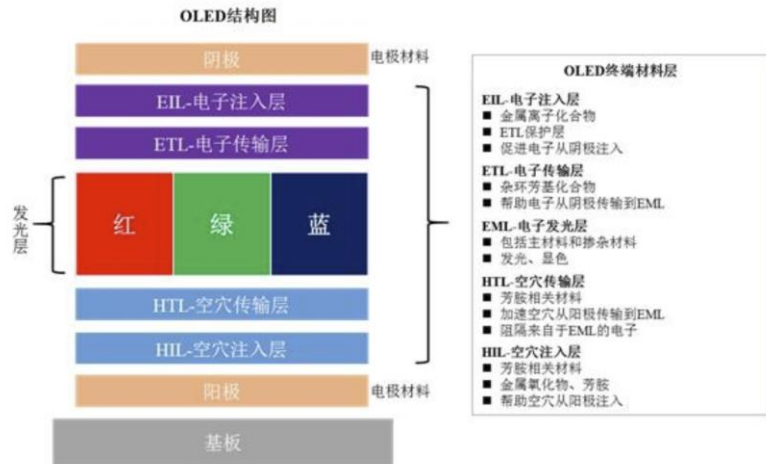 OLED结构图
阴极
电极材料
EIL-电子注入层
ETL-电子传输层
发光层
红
绿
蓝
HTL-空穴传输层
HIL-空穴注入层
阳极
电极材料
基板
OLED终端材料层
EIL-电子注入层
■ 金属离子化合物
■ ETL保护层
■ 促进电子从阴极注入
ETL-电子传输层
■ 杂环芳基化合物
■ 帮助电子从阴极传输到EML
EML-电子发光层
■ 包括主材料和掺杂材料
■ 发光、显色
HTL-空穴传输层
■ 芳胺相关材料
■ 加速空穴从阳极传输到EML
■ 阻隔来自于EML的电子
HIL-空穴注入层
■ 芳胺相关材料
■ 金属氧化物、芳胺
■ 帮助空穴从阳极注入